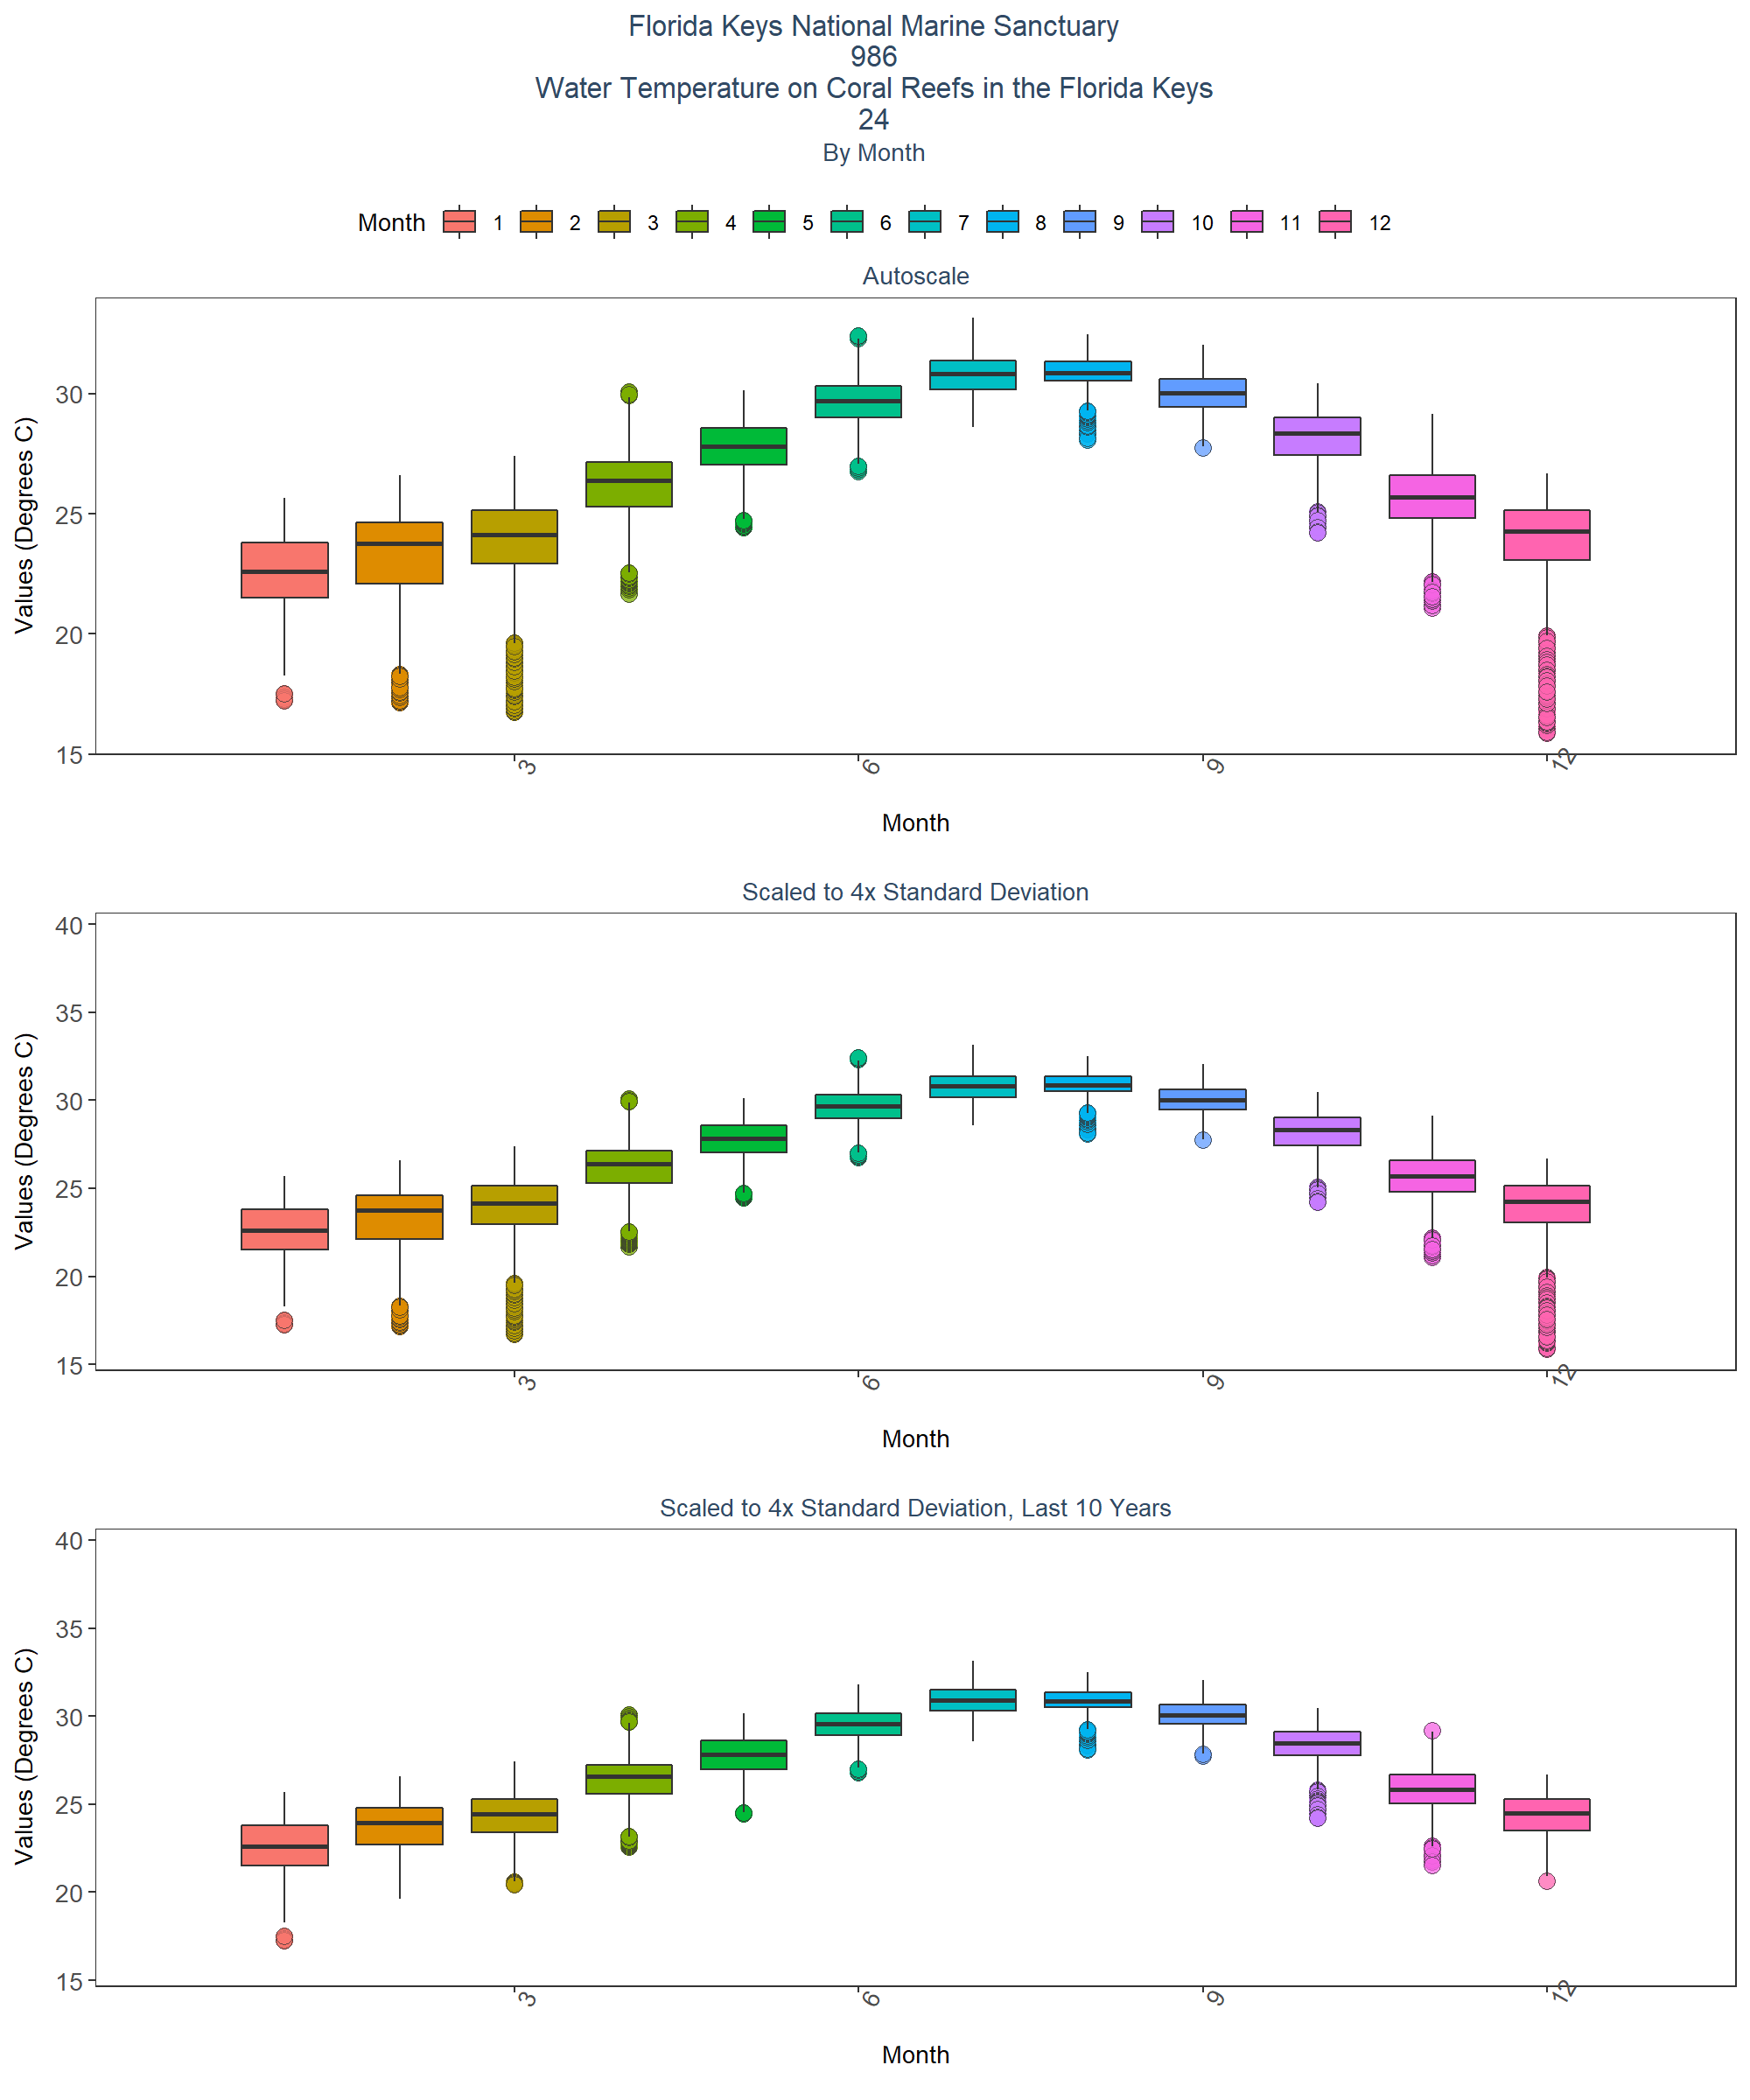 Florida Keys National Marine Sanctuary
986
Water Temperature on Coral Reefs in the Florida Keys
24
By Month
Month 1 2 3 4 5 6 7 8 9 10 11 12
Autoscale
Values (Degrees C)
30
25
20
15
3 6 9 12
Month
Scaled to 4x Standard Deviation
Values (Degrees C)
40
35
30
25
20
15
3 6 9 12
Month
Scaled to 4x Standard Deviation, Last 10 Years
Values (Degrees C)
40
35
30
25
20
15
3 6 9 12
Month